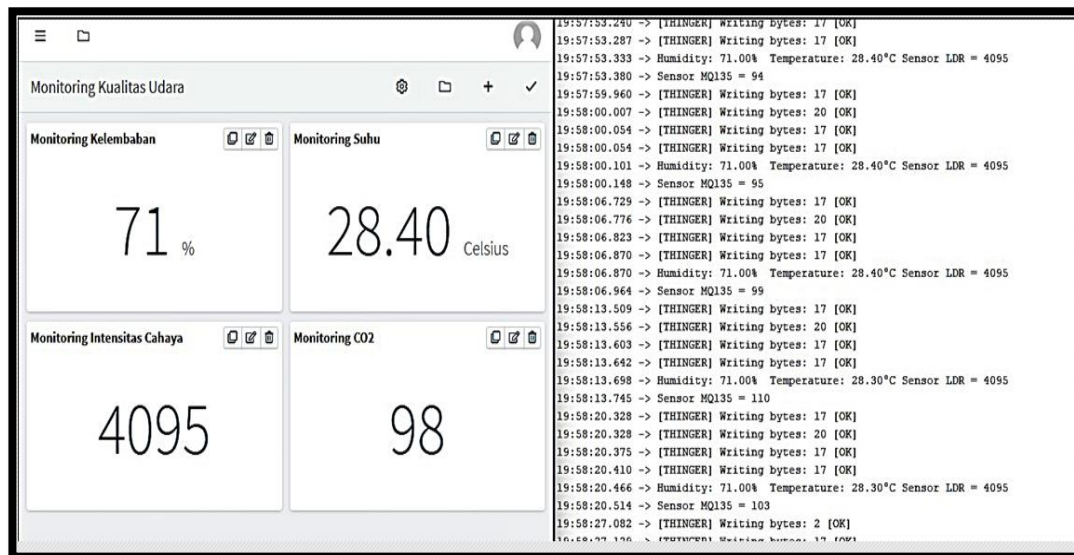 Monitoring Kualitas Udara
Monitoring Kelembaban
71 %
Monitoring Suhu
28.40 Celsius
Monitoring Intensitas Cahaya
4095
Monitoring CO2
98
19:57:53.240 -> [THINGER] Writing bytes: 17 [OK]
19:57:53.287 -> [THINGER] Writing bytes: 17 [OK]
19:57:53.333 -> Humidity: 71.00% Temperature: 28.40°C Sensor LDR = 4095
19:57:53.380 -> Sensor MQ135 = 94
19:57:59.960 -> [THINGER] Writing bytes: 17 [OK]
19:58:00.007 -> [THINGER] Writing bytes: 20 [OK]
19:58:00.054 -> [THINGER] Writing bytes: 17 [OK]
19:58:00.054 -> [THINGER] Writing bytes: 17 [OK]
19:58:00.101 -> Humidity: 71.00% Temperature: 28.40°C Sensor LDR = 4095
19:58:00.148 -> Sensor MQ135 = 95
19:58:06.729 -> [THINGER] Writing bytes: 17 [OK]
19:58:06.776 -> [THINGER] Writing bytes: 20 [OK]
19:58:06.823 -> [THINGER] Writing bytes: 17 [OK]
19:58:06.870 -> [THINGER] Writing bytes: 17 [OK]
19:58:06.870 -> Humidity: 71.00% Temperature: 28.40°C Sensor LDR = 4095
19:58:06.964 -> Sensor MQ135 = 99
19:58:13.509 -> [THINGER] Writing bytes: 17 [OK]
19:58:13.556 -> [THINGER] Writing bytes: 20 [OK]
19:58:13.603 -> [THINGER] Writing bytes: 17 [OK]
19:58:13.642 -> [THINGER] Writing bytes: 17 [OK]
19:58:13.698 -> Humidity: 71.00% Temperature: 28.30°C Sensor LDR = 4095
19:58:13.745 -> Sensor MQ135 = 110
19:58:20.328 -> [THINGER] Writing bytes: 17 [OK]
19:58:20.328 -> [THINGER] Writing bytes: 20 [OK]
19:58:20.375 -> [THINGER] Writing bytes: 17 [OK]
19:58:20.410 -> [THINGER] Writing bytes: 17 [OK]
19:58:20.466 -> Humidity: 71.00% Temperature: 28.30°C Sensor LDR = 4095
19:58:20.514 -> Sensor MQ135 = 103
19:58:27.082 -> [THINGER] Writing bytes: 2 [OK]
-> [THINGER] Writing bytes: 17 [OK]